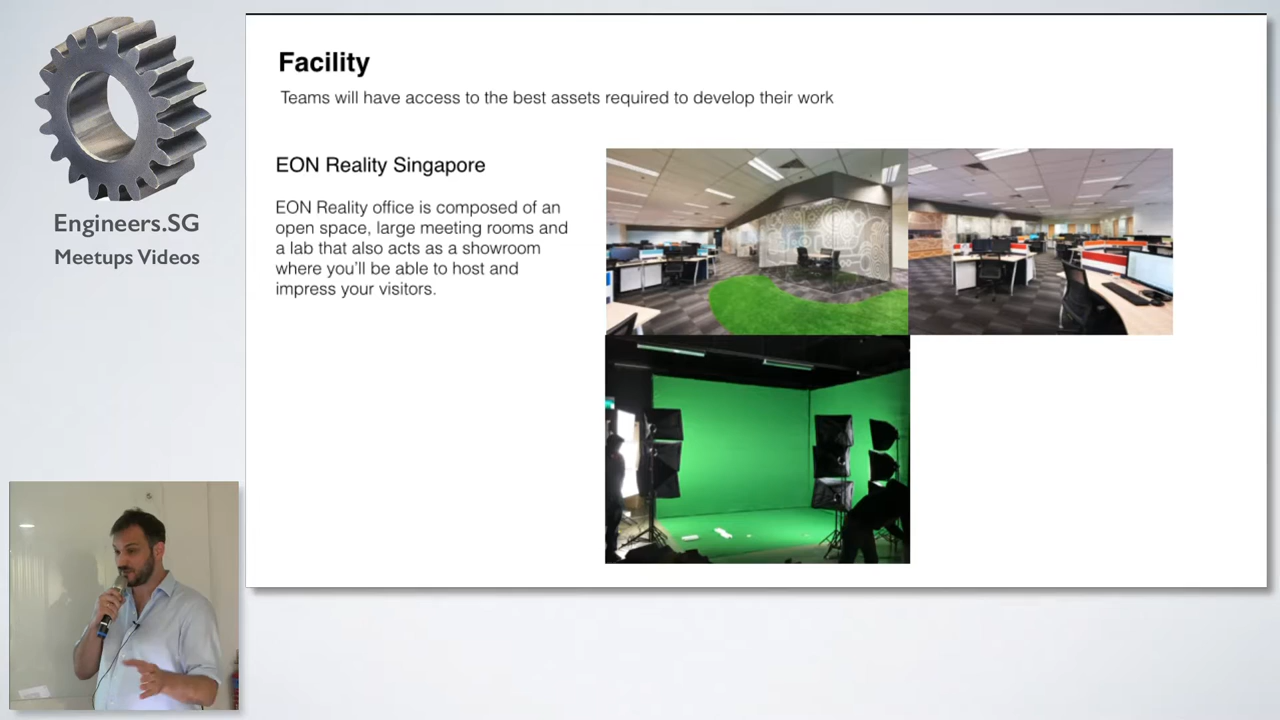 Engineers.SG
Meetups Videos
Facility
Teams will have access to the best assets required to develop their work
EON Reality Singapore
EON Reality office is composed of an
open space, large meeting rooms and
a lab that also acts as a showroom
where you'll be able to host and
impress your visitors.